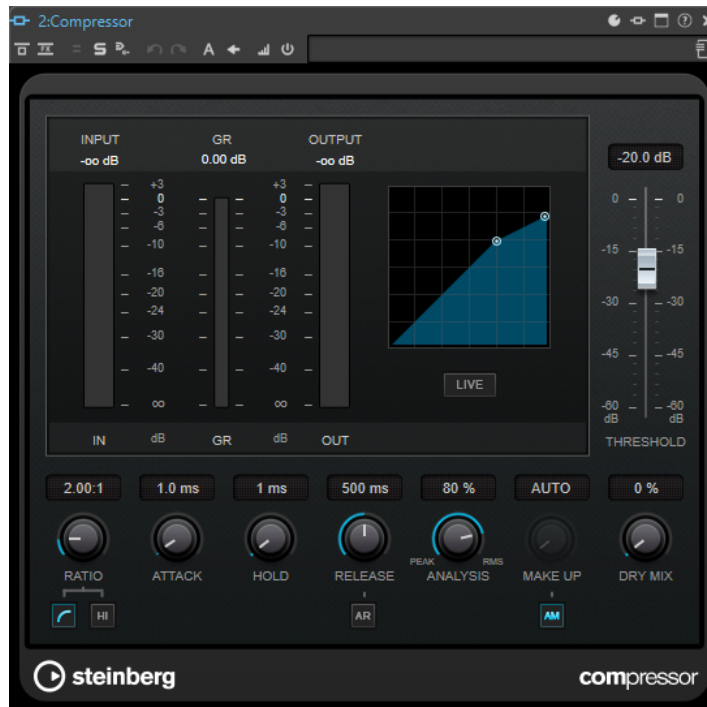 2:Compressor
A
INPUT GR OUTPUT
-oo dB 0.00 dB -oo dB
-20.0 dB
+3 +3
0 0
-3 -3
-6 -6
-10 -10
-16 -16
-20 -20
-24 -24
-30 -30
-40 -40
∞ ∞
IN dB GR dB OUT
LIVE
0 0
-15 -15
-30 -30
-45 -45
-60 -60
dB dB
THRESHOLD
2.00:1 1.0 ms 1 ms 500 ms 80 % AUTO 0 %
PEAK RMS
RATIO ATTACK HOLD RELEASE ANALYSIS MAKE UP DRY MIX
HI AR AM
steinberg compressor